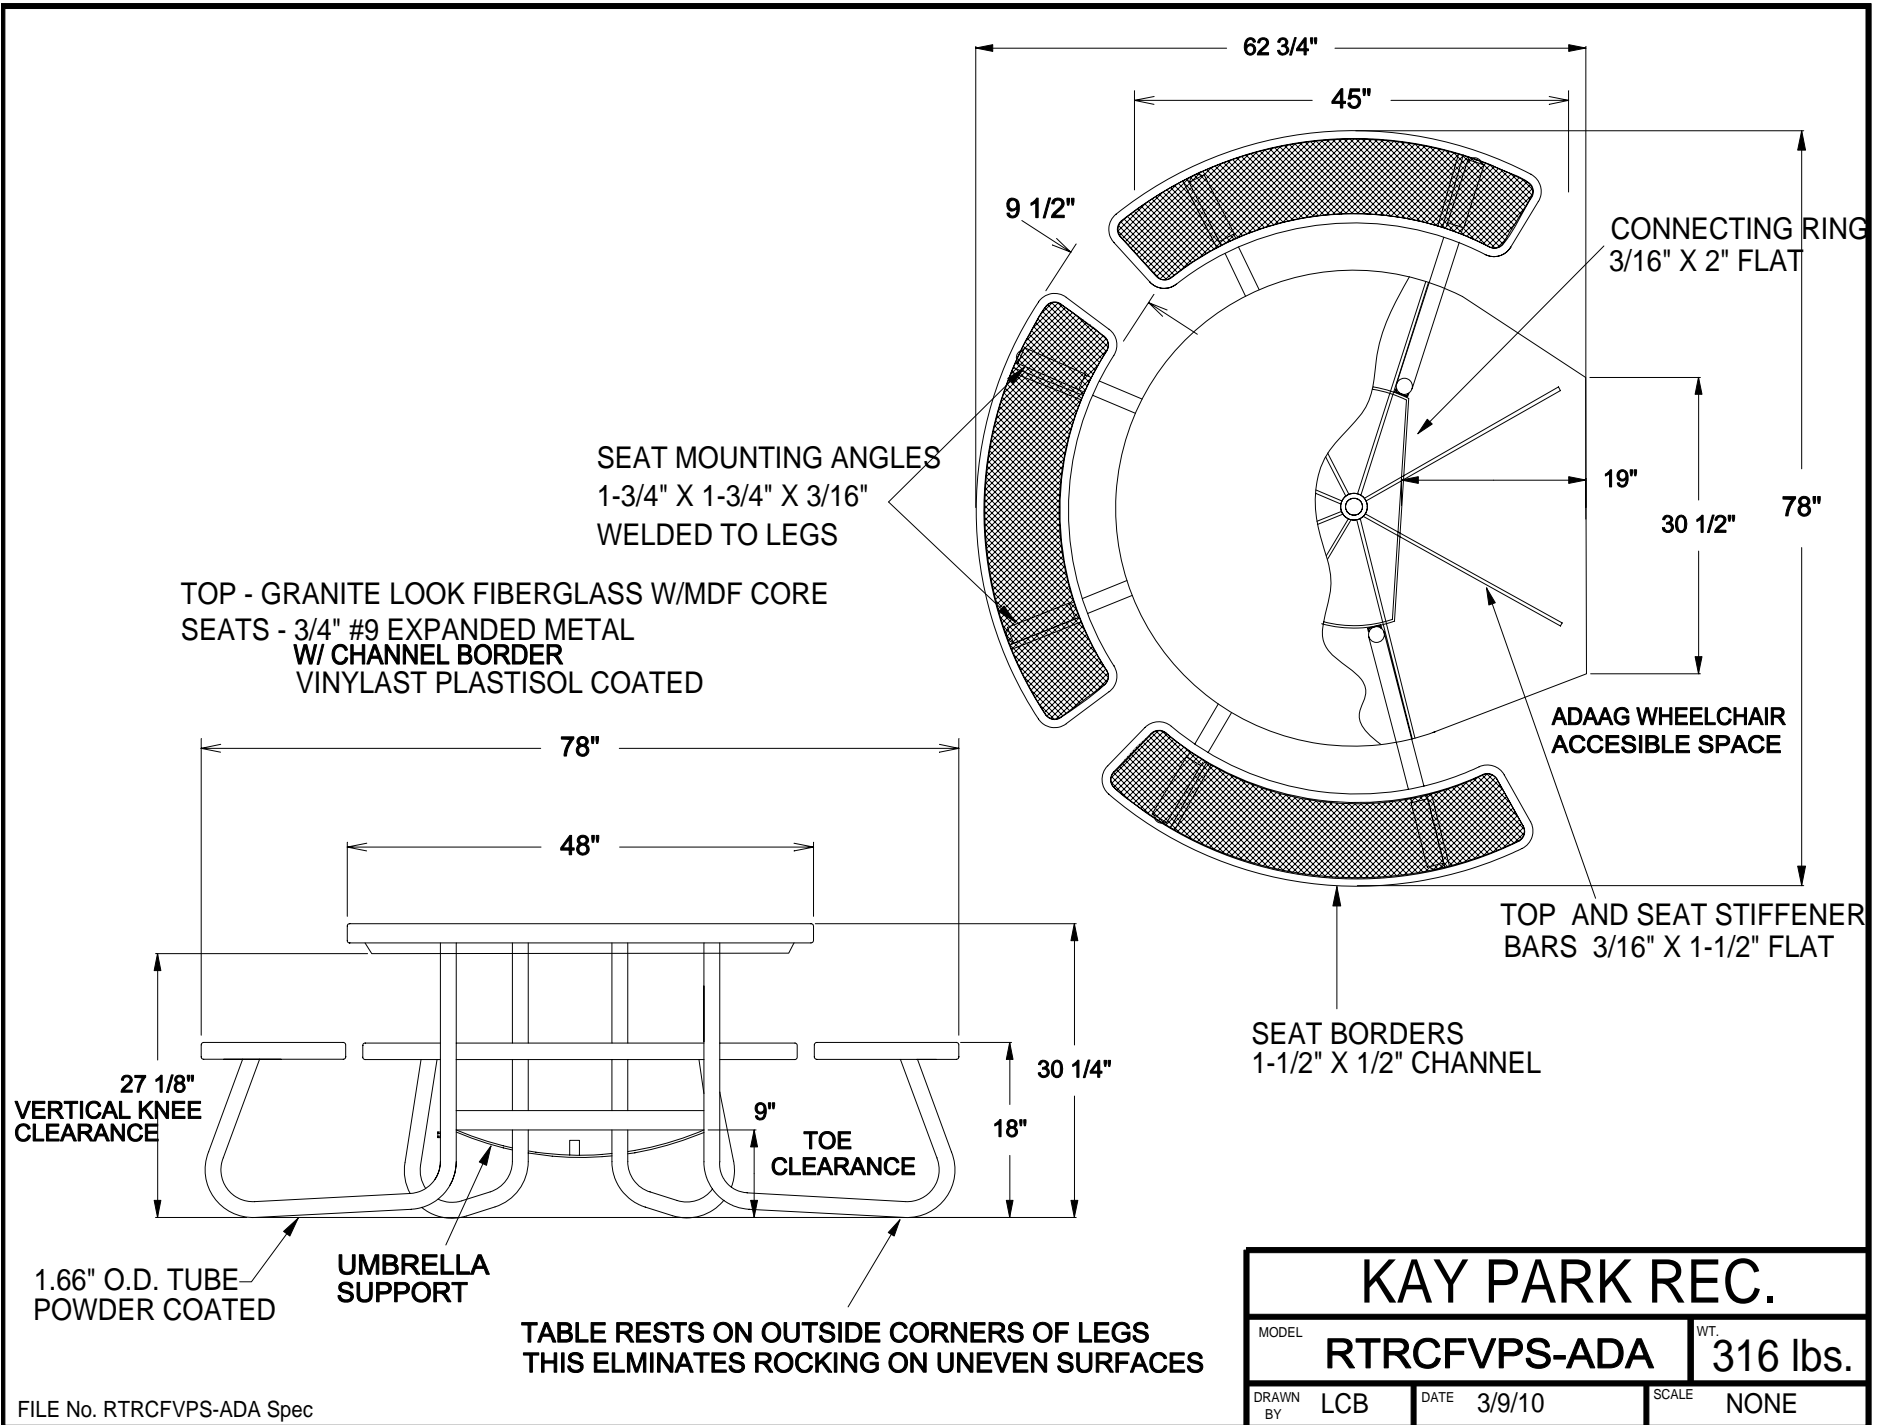 62 3/4"
45"
9 1/2"
CONNECTING RING
3/16" X 2" FLAT
SEAT MOUNTING ANGLES
1-3/4" X 1-3/4" X 3/16"
WELDED TO LEGS
19"
30 1/2"
78"
TOP - GRANITE LOOK FIBERGLASS W/MDF CORE
SEATS - 3/4" #9 EXPANDED METAL
W/ CHANNEL BORDER
VINYLAST PLASTISOL COATED
ADAAG WHEELCHAIR
ACCESIBLE SPACE
78"
48"
TOP AND SEAT STIFFENER
BARS 3/16" X 1-1/2" FLAT
SEAT BORDERS
1-1/2" X 1/2" CHANNEL
27 1/8"
VERTICAL KNEE
CLEARANCE
30 1/4"
18"
9"
TOE
CLEARANCE
1.66" O.D. TUBE
POWDER COATED
UMBRELLA
SUPPORT
TABLE RESTS ON OUTSIDE CORNERS OF LEGS
THIS ELMINATES ROCKING ON UNEVEN SURFACES
KAY PARK REC.
MODEL RTRCFVPS-ADA
WT. 316 lbs.
DRAWN BY LCB
DATE 3/9/10
SCALE NONE
FILE No. RTRCFVPS-ADA Spec